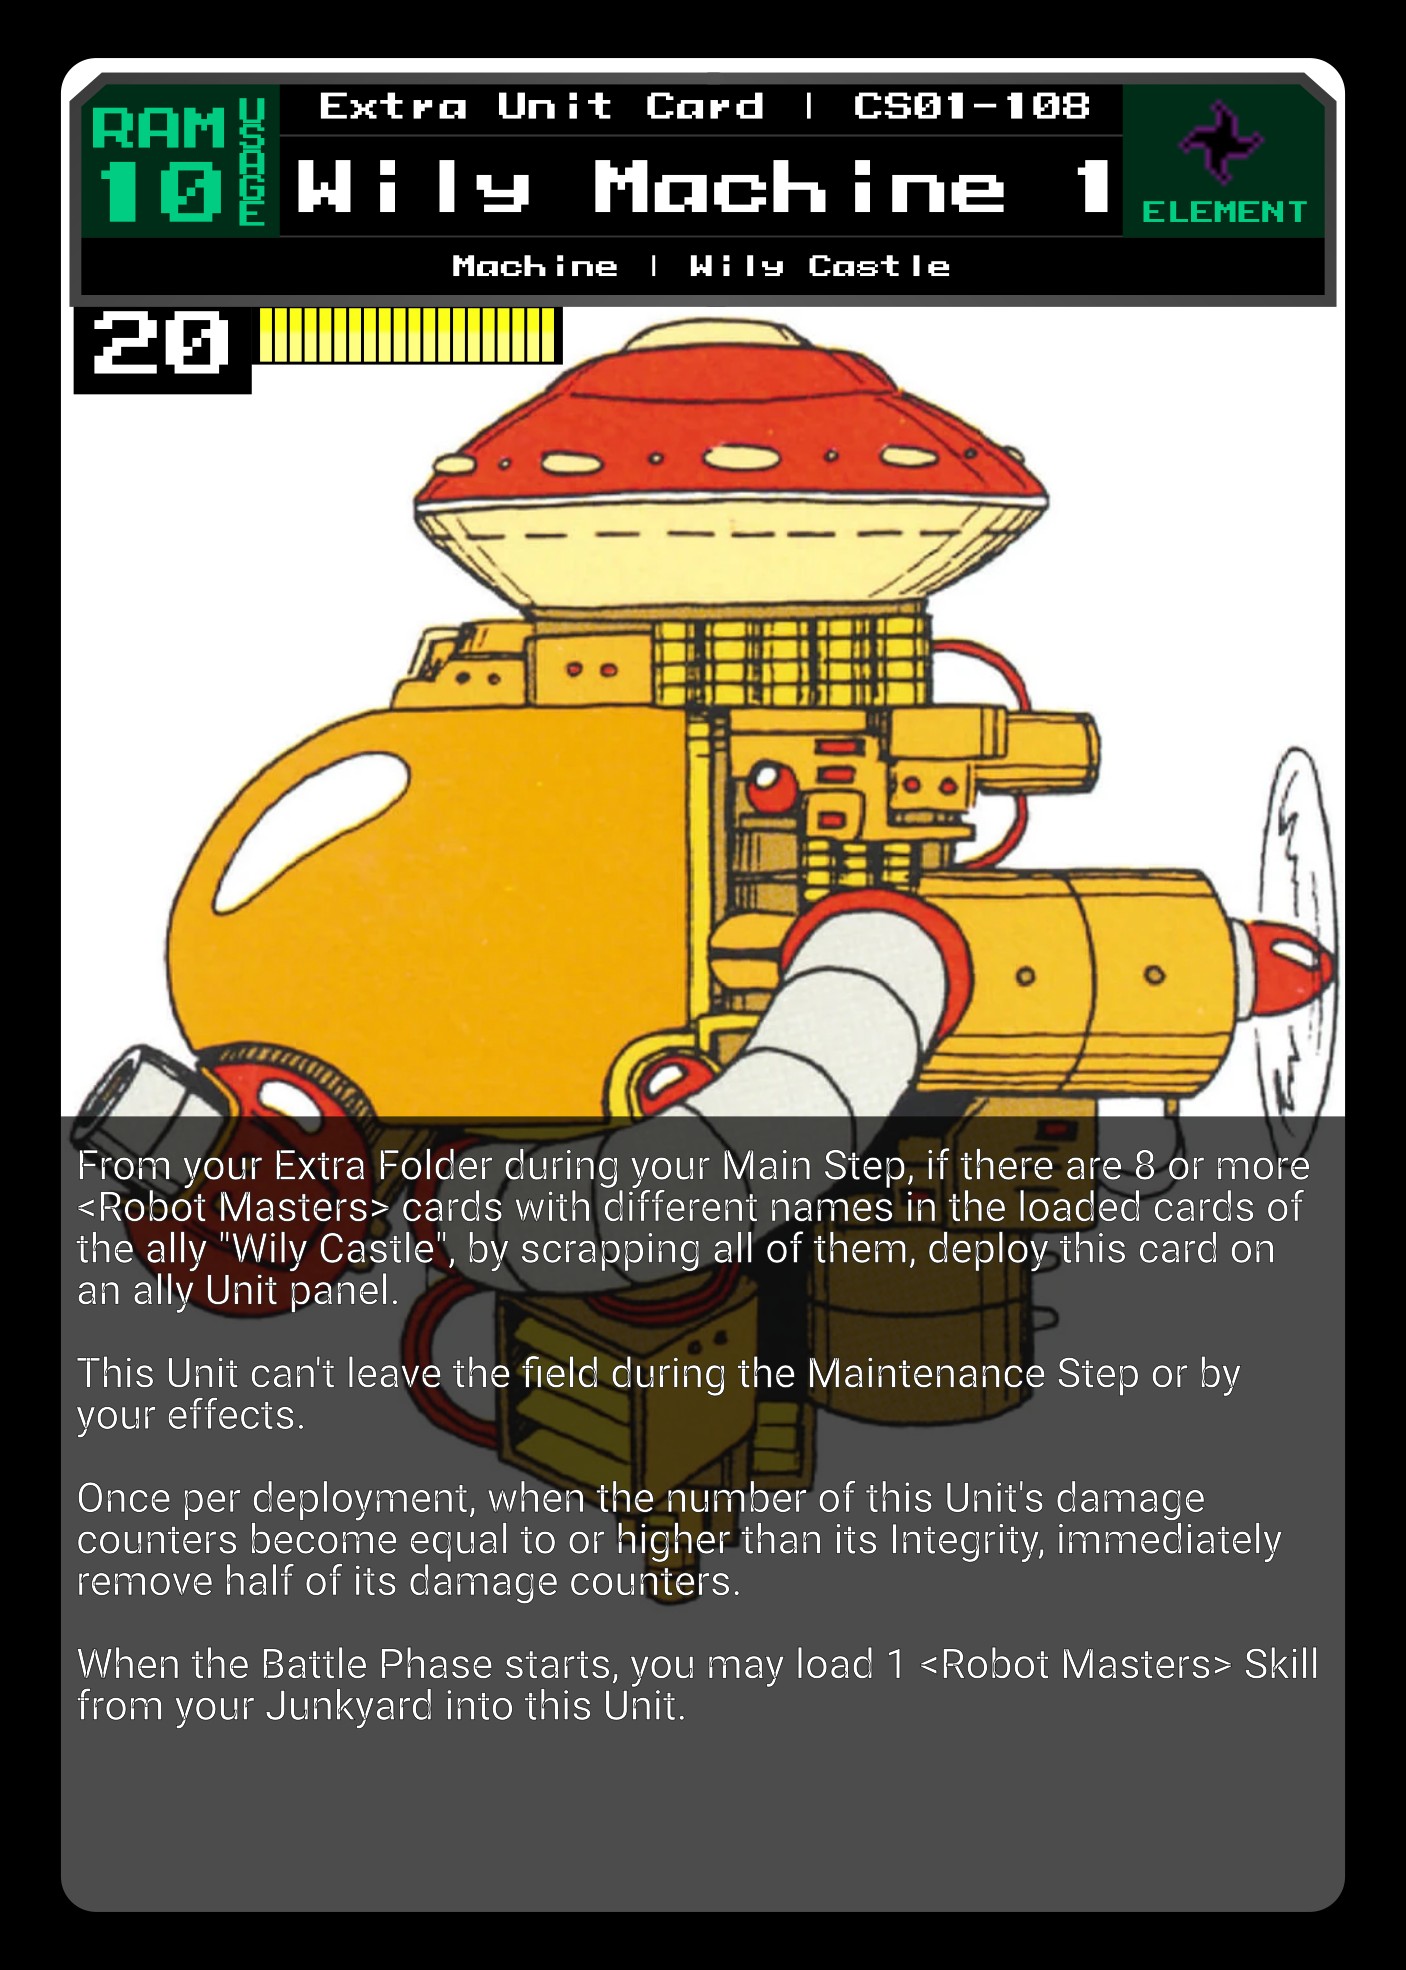 RAM
10
USAGE
Extra Unit Card | CS01-108
Wily Machine 1
ELEMENT
Machine | Wily Castle
20
From your Extra Folder during your Main Step, if there are 8 or more
<Robot Masters> cards with different names in the loaded cards of
the ally "Wily Castle", by scrapping all of them, deploy this card on
an ally Unit panel.
This Unit can't leave the field during the Maintenance Step or by
your effects.
Once per deployment, when the number of this Unit's damage
counters become equal to or higher than its Integrity, immediately
remove half of its damage counters.
When the Battle Phase starts, you may load 1 <Robot Masters> Skill
from your Junkyard into this Unit.